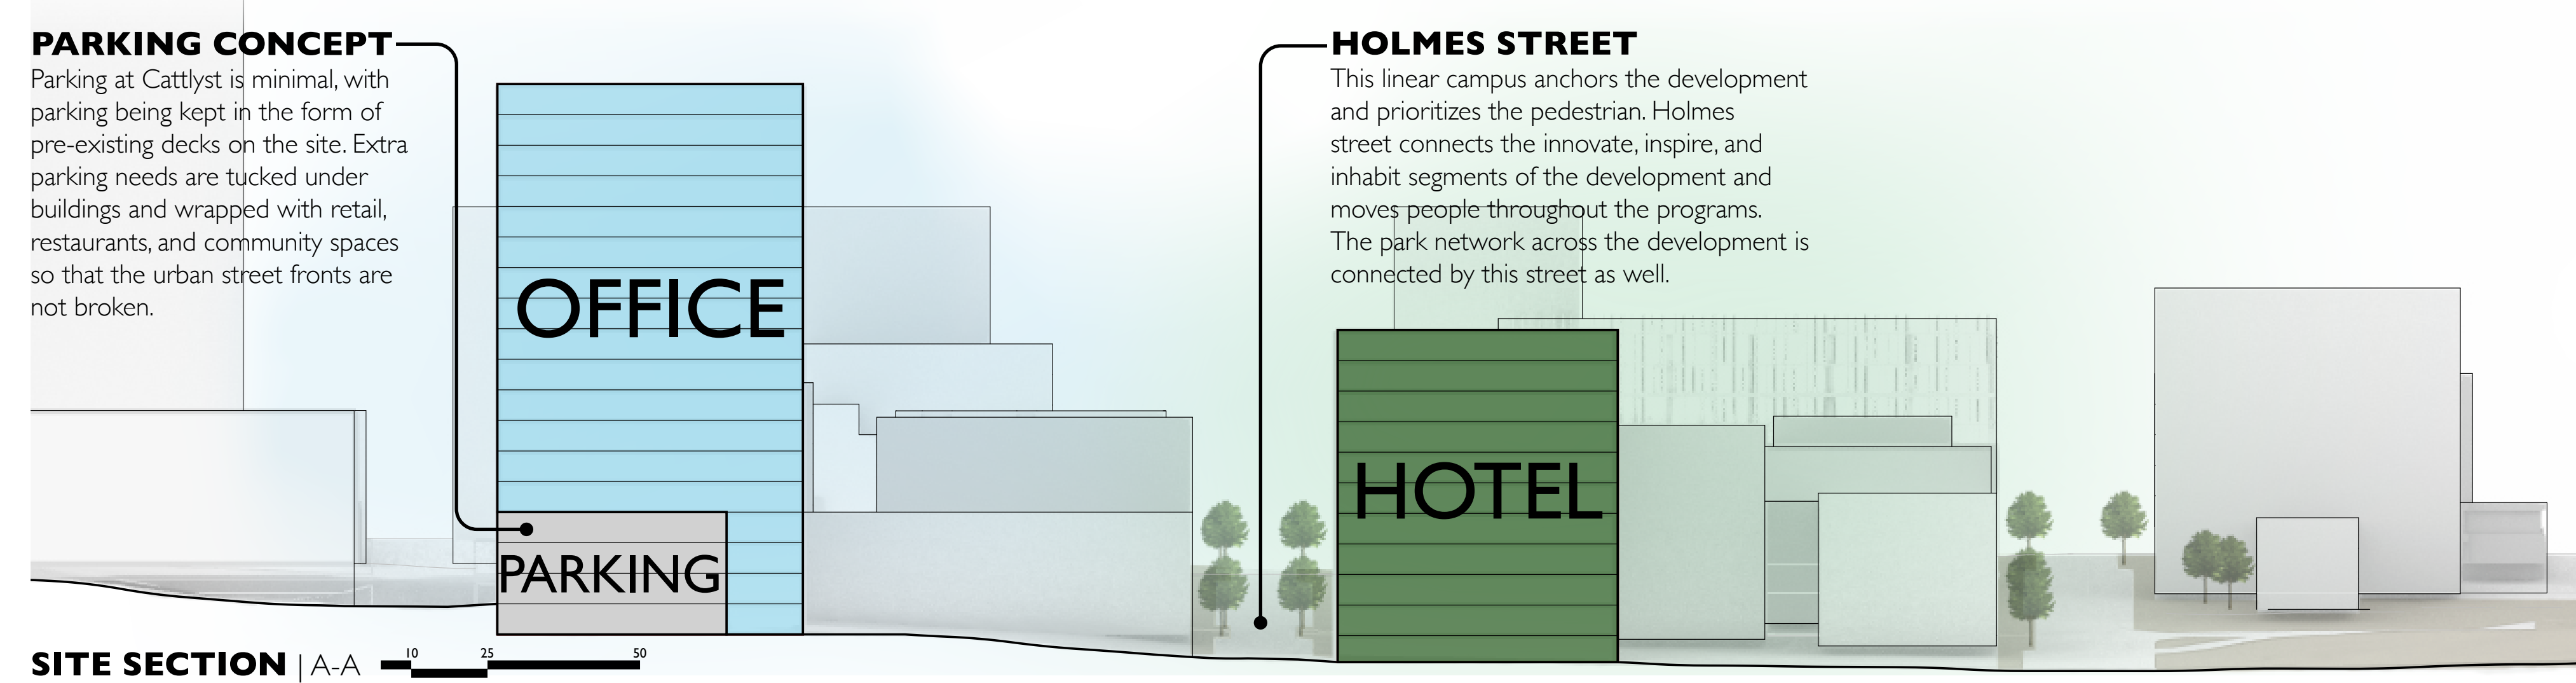 PARKING CONCEPT
Parking at Cattlyst is minimal, with
parking being kept in the form of
pre-existing decks on the site. Extra
parking needs are tucked under
buildings and wrapped with retail,
restaurants, and community spaces
so that the urban street fronts are
not broken.
HOLMES STREET
This linear campus anchors the development
and prioritizes the pedestrian. Holmes
street connects the innovate, inspire, and
inhabit segments of the development and
moves people throughout the programs.
The park network across the development is
connected by this street as well.
OFFICE
PARKING
HOTEL
SITE SECTION | A-A
10 25 50